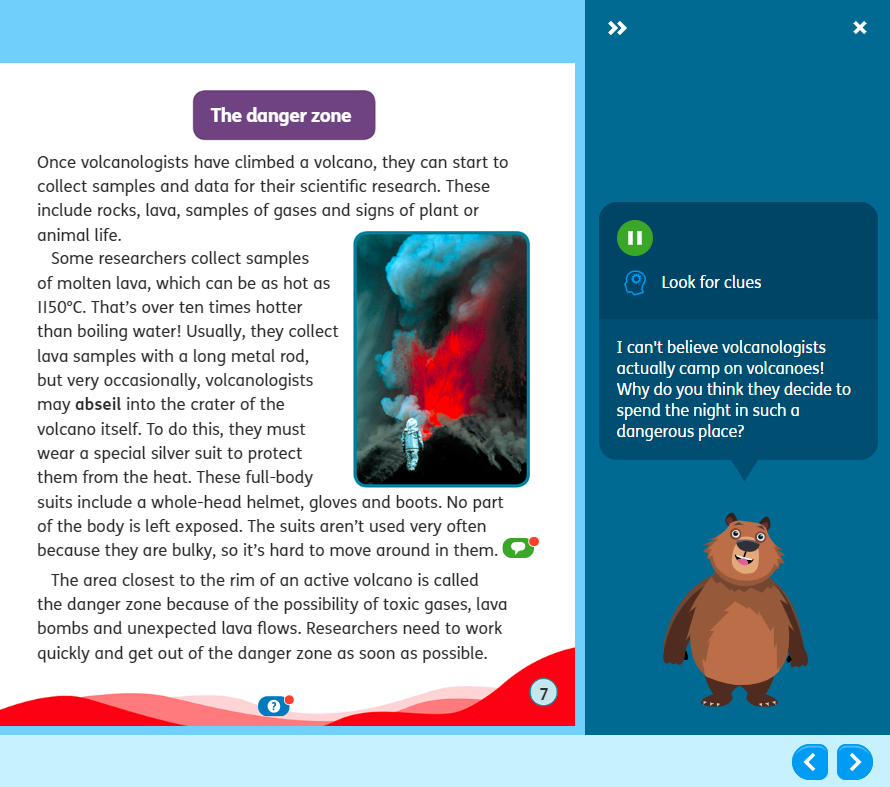 The danger zone
Once volcanologists have climbed a volcano, they can start to
collect samples and data for their scientific research. These
include rocks, lava, samples of gases and signs of plant or
animal life.
Some researchers collect samples
of molten lava, which can be as hot as
1150°C. That's over ten times hotter
than boiling water! Usually, they collect
lava samples with a long metal rod,
but very occasionally, volcanologists
may abseil into the crater of the
volcano itself. To do this, they must
wear a special silver suit to protect
them from the heat. These full-body
suits include a whole-head helmet, gloves and boots. No part
of the body is left exposed. The suits aren't used very often
because they are bulky, so it's hard to move around in them.
The area closest to the rim of an active volcano is called
the danger zone because of the possibility of toxic gases, lava
bombs and unexpected lava flows. Researchers need to work
quickly and get out of the danger zone as soon as possible.
?
7
Look for clues
I can't believe volcanologists
actually camp on volcanoes!
Why do you think they decide to
spend the night in such a
dangerous place?